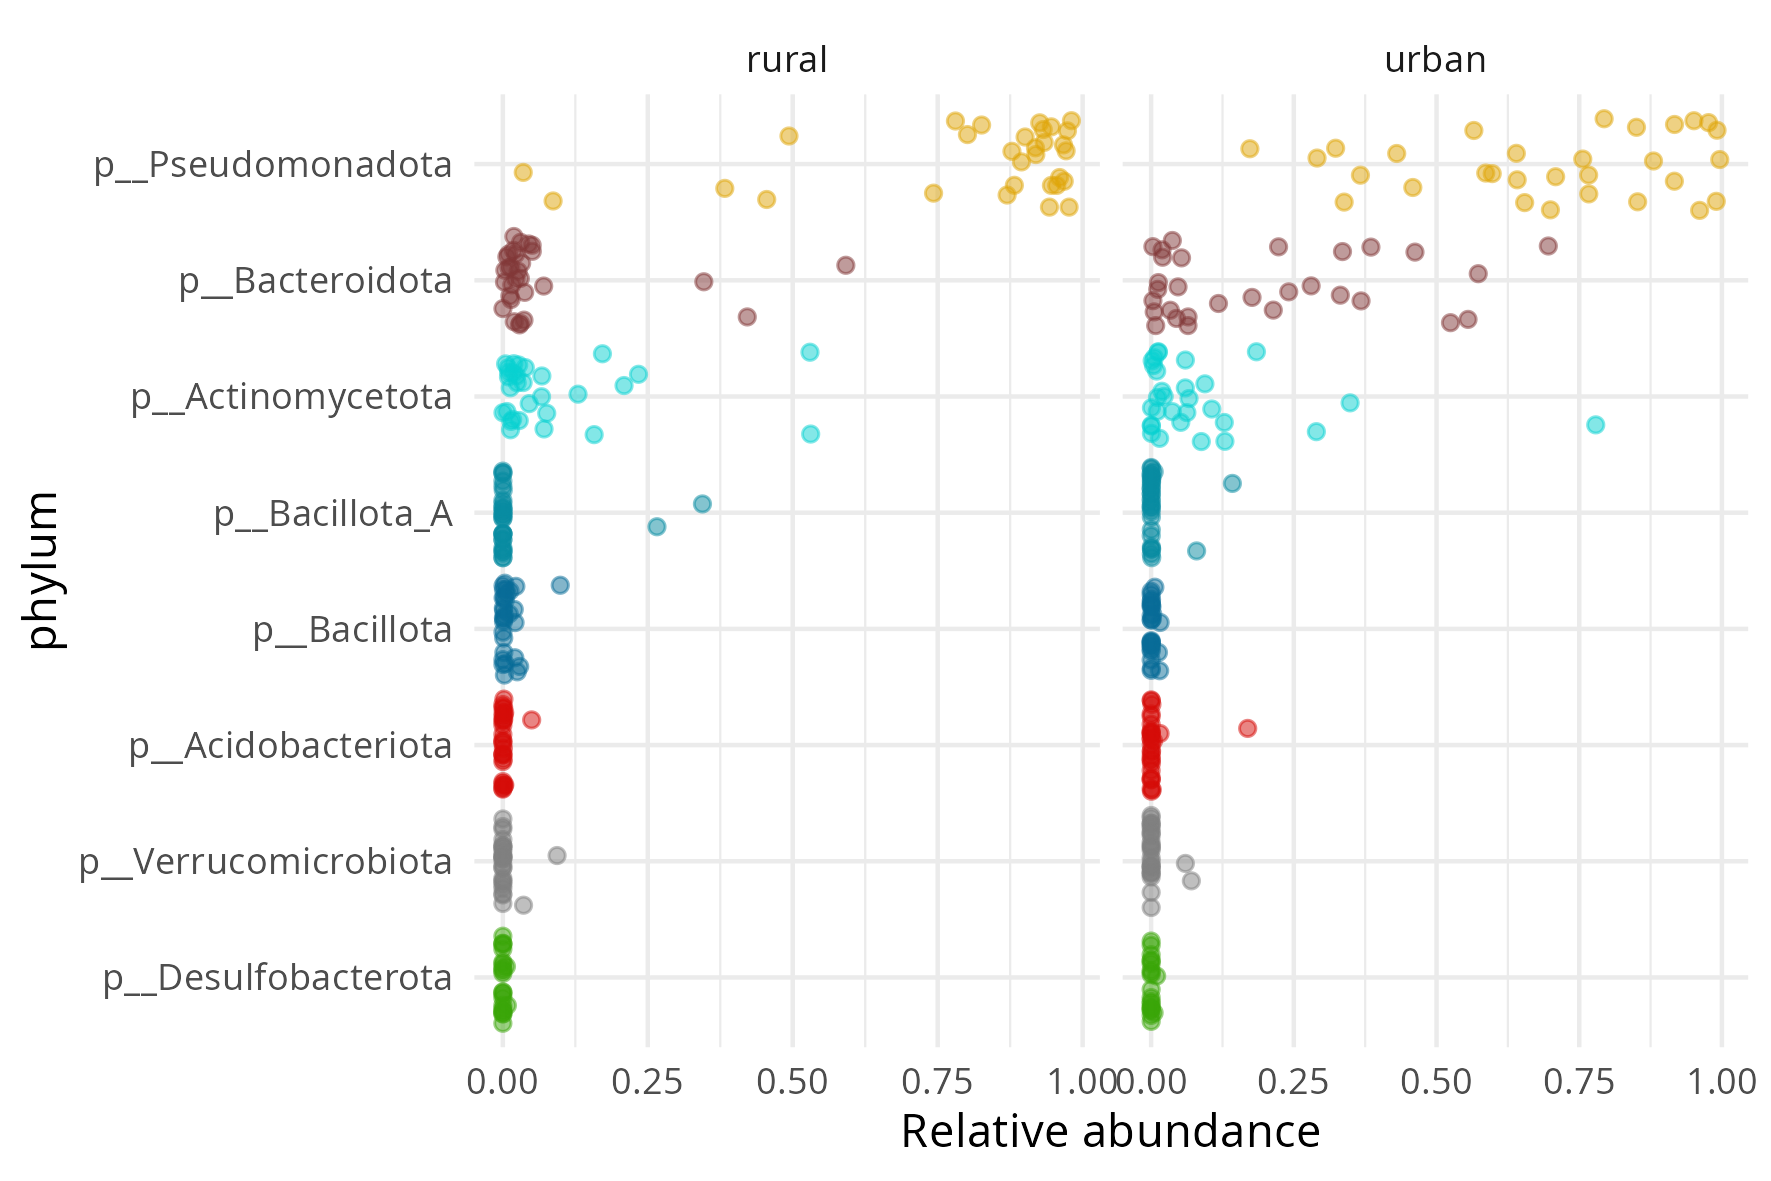 rural urban
p__Pseudomonadota
p__Bacteroidota
p__Actinomycetota
p__Bacillota_A
p__Bacillota
p__Acidobacteriota
p__Verrucomicrobiota
p__Desulfobacterota
phylum
0.00 0.25 0.50 0.75 1.00 0.00 0.25 0.50 0.75 1.00
Relative abundance